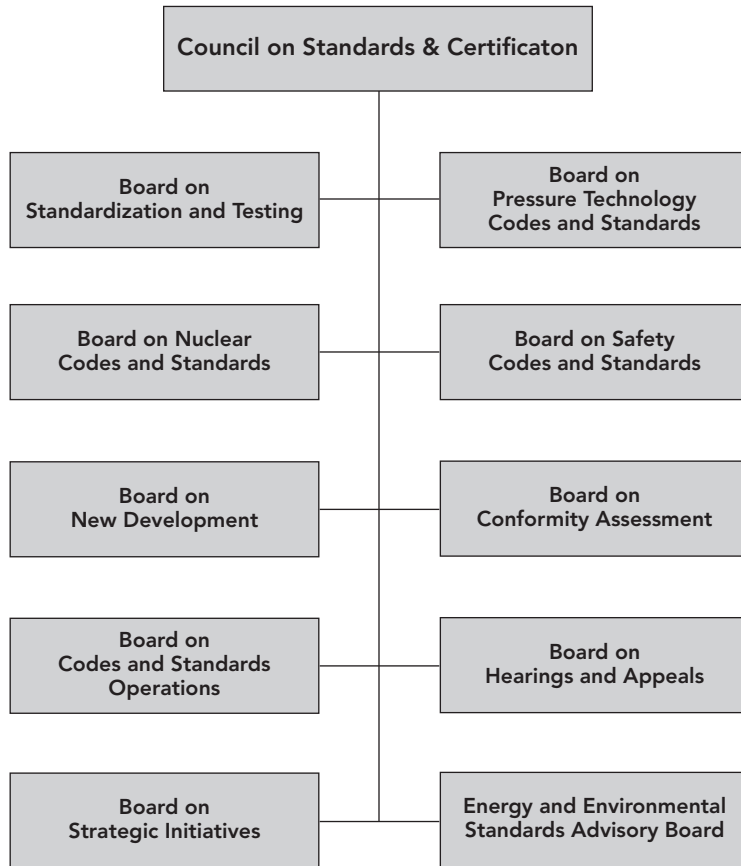 Council on Standards & Certificaton
Board on
Standardization and Testing
Board on
Pressure Technology
Codes and Standards
Board on Nuclear
Codes and Standards
Board on Safety
Codes and Standards
Board on
New Development
Board on
Conformity Assessment
Board on
Codes and Standards
Operations
Board on
Hearings and Appeals
Board on
Strategic Initiatives
Energy and Environmental
Standards Advisory Board